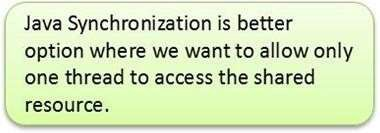 Java Synchronization is better
option where we want to allow only
one thread to access the shared
resource.